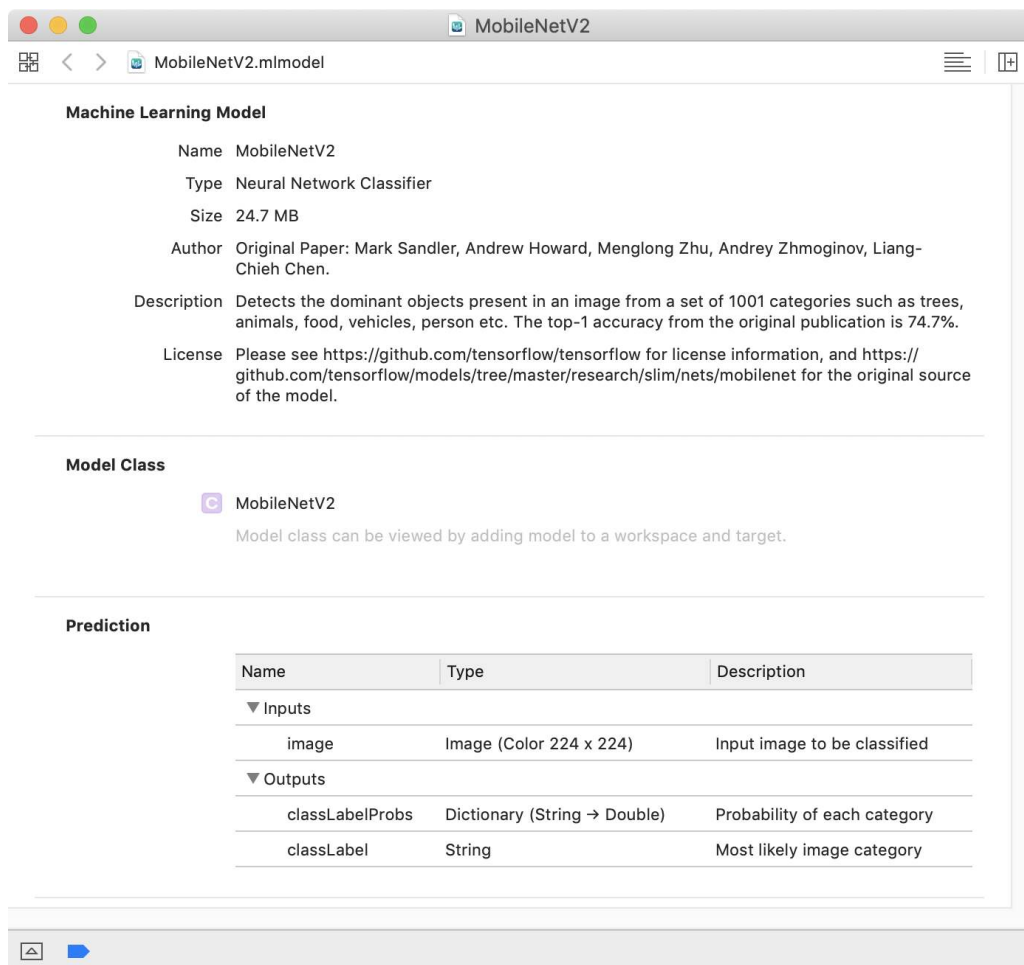 MobileNetV2
MobileNetV2.mlmodel
Machine Learning Model
Name MobileNetV2
Type Neural Network Classifier
Size 24.7 MB
Author Original Paper: Mark Sandler, Andrew Howard, Menglong Zhu, Andrey Zhmoginov, Liang-
Chieh Chen.
Description Detects the dominant objects present in an image from a set of 1001 categories such as trees,
animals, food, vehicles, person etc. The top-1 accuracy from the original publication is 74.7%.
License Please see https://github.com/tensorflow/tensorflow for license information, and https://
github.com/tensorflow/models/tree/master/research/slim/nets/mobilenet for the original source
of the model.
Model Class
C MobileNetV2
Model class can be viewed by adding model to a workspace and target.
Prediction
Name Type Description
Inputs
image Image (Color 224 x 224) Input image to be classified
Outputs
classLabelProbs Dictionary (String → Double) Probability of each category
classLabel String Most likely image category